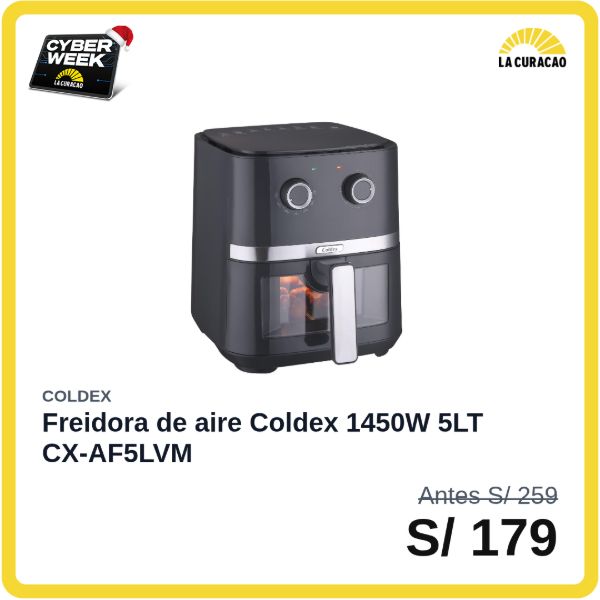 CYBER
WEEK
LA CURACAO
LA CURACAO
Coldex
COLDEX
Freidora de aire Coldex 1450W 5LT
CX-AF5LVM
Antes S/ 259
S/ 179